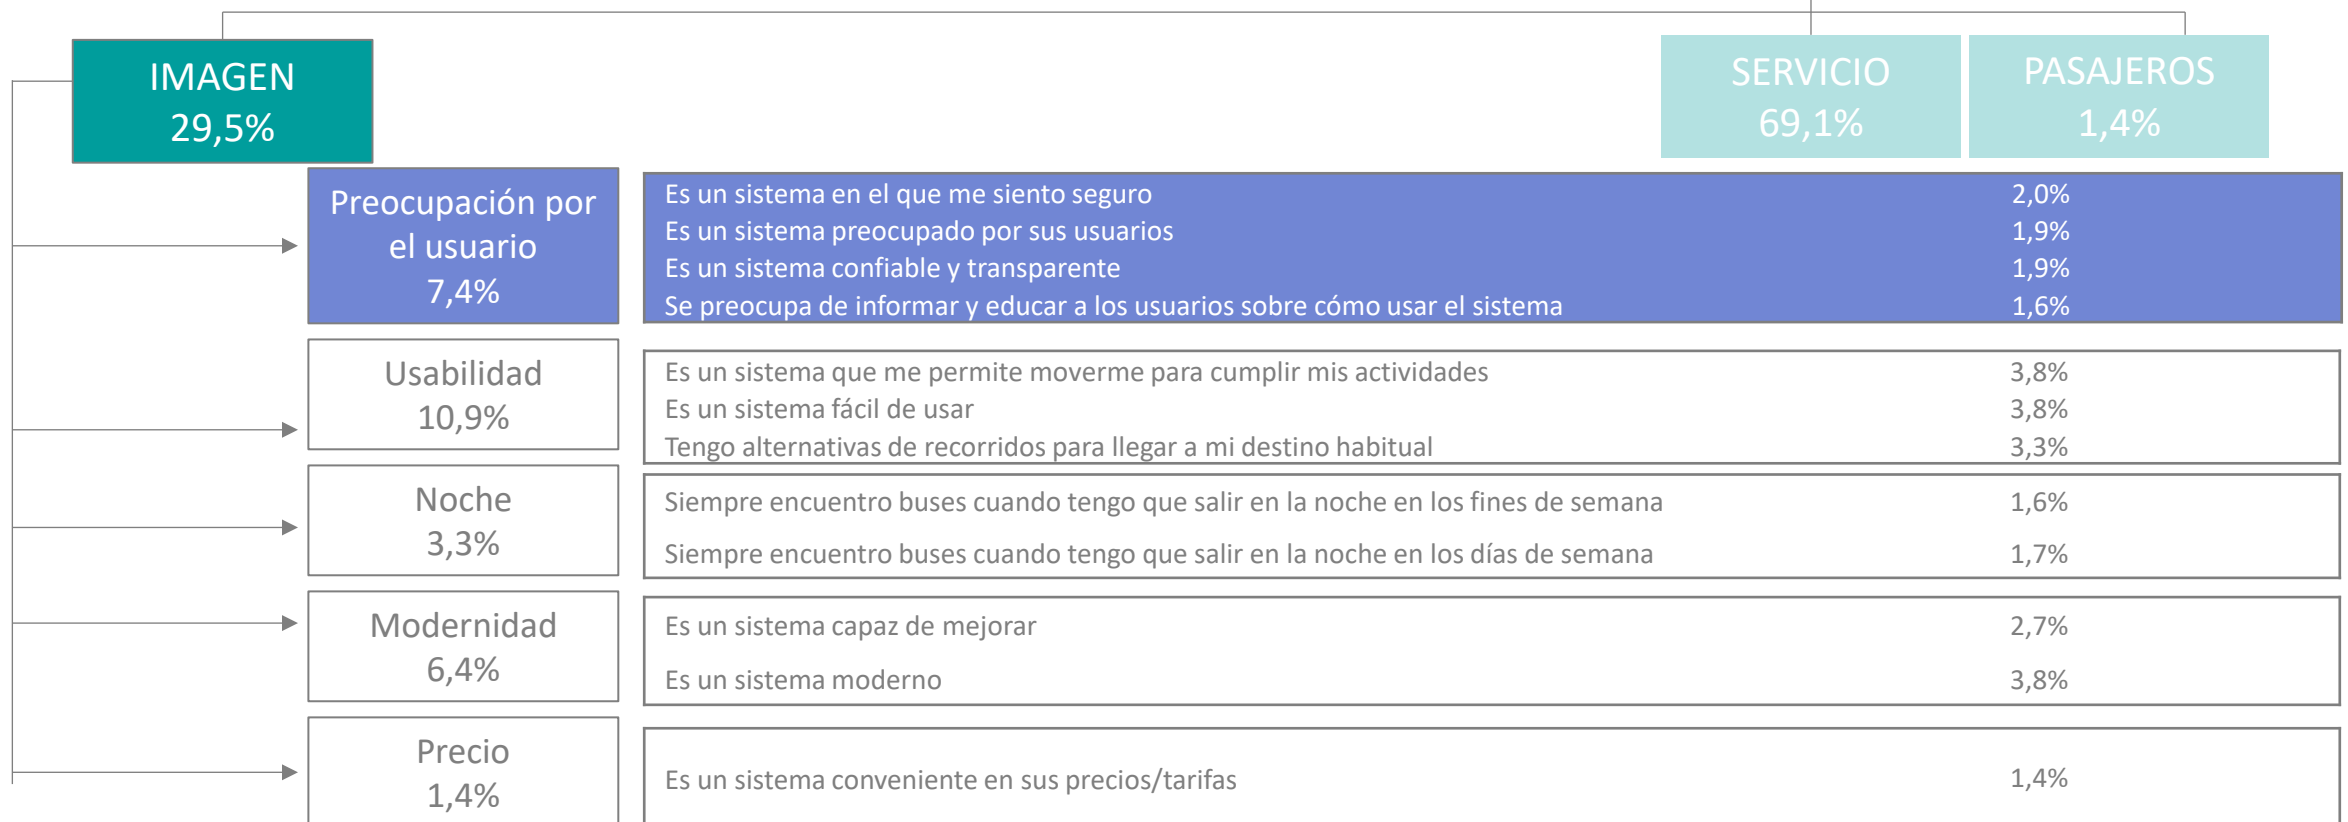 IMAGEN
29,5%
SERVICIO
69,1%
PASAJEROS
1,4%
Preocupación por
el usuario
7,4%
Es un sistema en el que me siento seguro 2,0%
Es un sistema preocupado por sus usuarios 1,9%
Es un sistema confiable y transparente 1,9%
Se preocupa de informar y educar a los usuarios sobre cómo usar el sistema 1,6%
Usabilidad
10,9%
Es un sistema que me permite moverme para cumplir mis actividades 3,8%
Es un sistema fácil de usar 3,8%
Tengo alternativas de recorridos para llegar a mi destino habitual 3,3%
Noche
3,3%
Siempre encuentro buses cuando tengo que salir en la noche en los fines de semana 1,6%
Siempre encuentro buses cuando tengo que salir en la noche en los días de semana 1,7%
Modernidad
6,4%
Es un sistema capaz de mejorar 2,7%
Es un sistema moderno 3,8%
Precio
1,4%
Es un sistema conveniente en sus precios/tarifas 1,4%